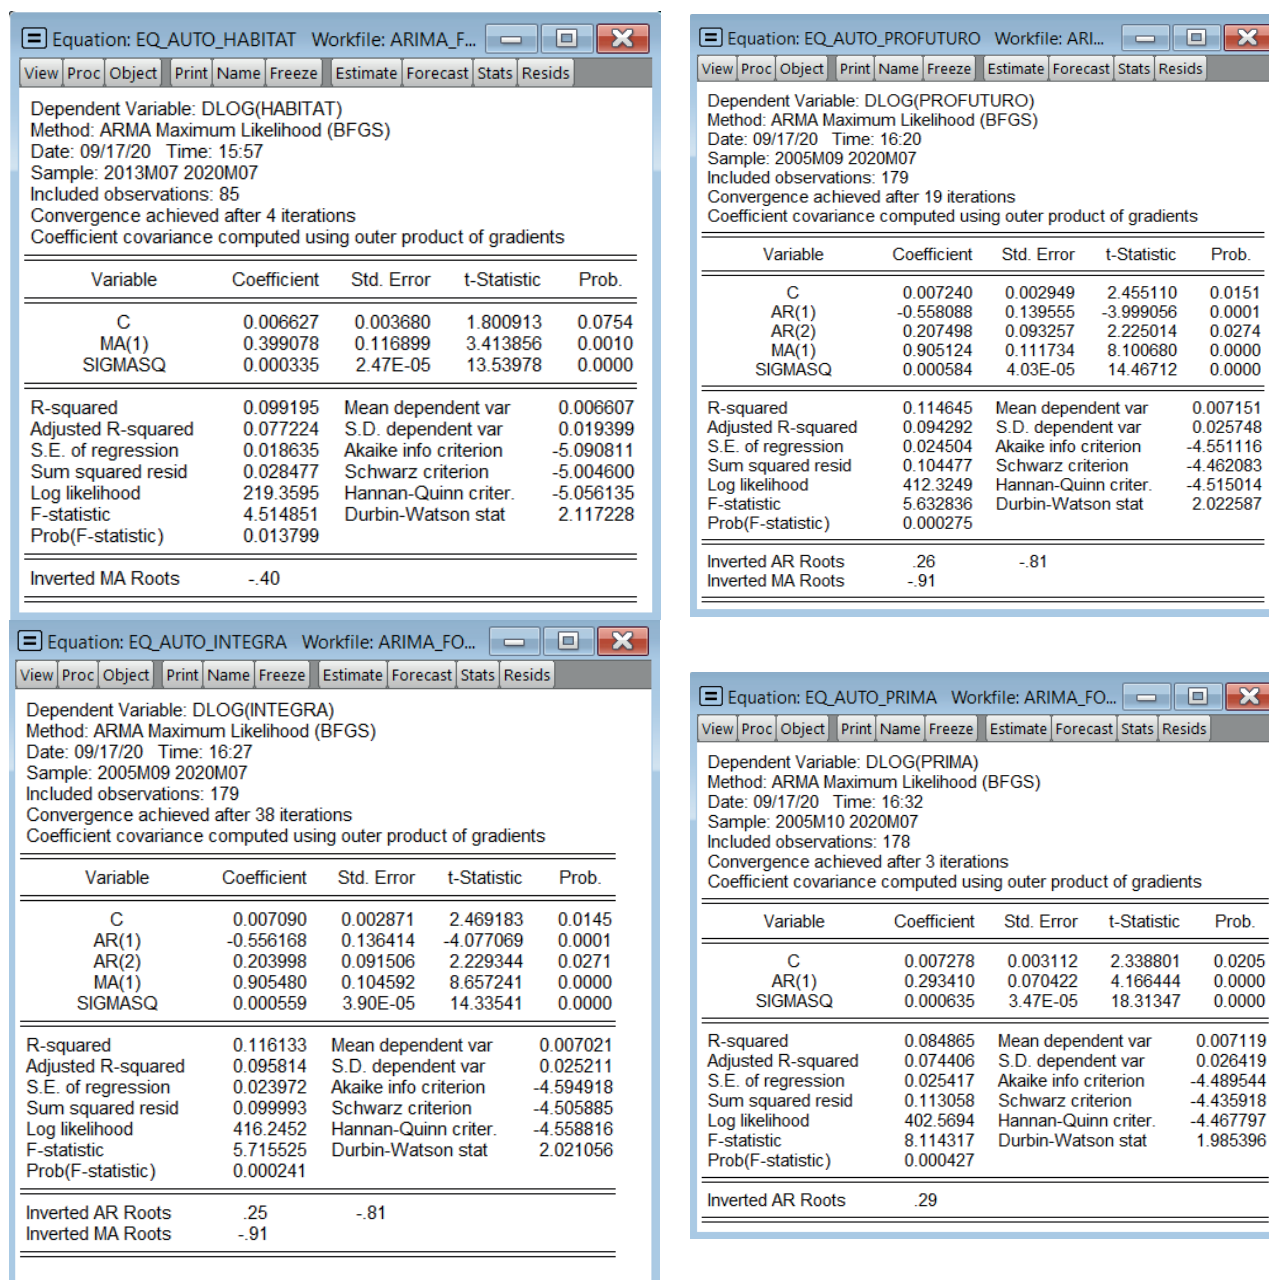 Equation: EQ_AUTO_HABITAT Workfile: ARIMA_F...
View Proc Object Print Name Freeze Estimate Forecast Stats Resids
Dependent Variable: DLOG(HABITAT)
Method: ARMA Maximum Likelihood (BFGS)
Date: 09/17/20 Time: 15:57
Sample: 2013M07 2020M07
Included observations: 85
Convergence achieved after 4 iterations
Coefficient covariance computed using outer product of gradients
Variable Coefficient Std. Error t-Statistic Prob.
C 0.006627 0.003680 1.800913 0.0754
MA(1) 0.399078 0.116899 3.413856 0.0010
SIGMASQ 0.000335 2.47E-05 13.53978 0.0000
R-squared 0.099195 Mean dependent var 0.006607
Adjusted R-squared 0.077224 S.D. dependent var 0.019399
S.E. of regression 0.018635 Akaike info criterion -5.090811
Sum squared resid 0.028477 Schwarz criterion -5.004600
Log likelihood 219.3595 Hannan-Quinn criter. -5.056135
F-statistic 4.514851 Durbin-Watson stat 2.117228
Prob(F-statistic) 0.013799
Inverted MA Roots -.40
Equation: EQ_AUTO_PROFUTURO Workfile: ARI...
View Proc Object Print Name Freeze Estimate Forecast Stats Resids
Dependent Variable: DLOG(PROFUTURO)
Method: ARMA Maximum Likelihood (BFGS)
Date: 09/17/20 Time: 16:20
Sample: 2005M09 2020M07
Included observations: 179
Convergence achieved after 19 iterations
Coefficient covariance computed using outer product of gradients
Variable Coefficient Std. Error t-Statistic Prob.
C 0.007240 0.002949 2.455110 0.0151
AR(1) -0.558088 0.139555 -3.999056 0.0001
AR(2) 0.207498 0.093257 2.225014 0.0274
MA(1) 0.905124 0.111734 8.100680 0.0000
SIGMASQ 0.000584 4.03E-05 14.46712 0.0000
R-squared 0.114645 Mean dependent var 0.007151
Adjusted R-squared 0.094292 S.D. dependent var 0.025748
S.E. of regression 0.024504 Akaike info criterion -4.551116
Sum squared resid 0.104477 Schwarz criterion -4.462083
Log likelihood 412.3249 Hannan-Quinn criter. -4.515014
F-statistic 5.632836 Durbin-Watson stat 2.022587
Prob(F-statistic) 0.000275
Inverted AR Roots .26 -.81
Inverted MA Roots -.91
Equation: EQ_AUTO_INTEGRA Workfile: ARIMA_FO...
View Proc Object Print Name Freeze Estimate Forecast Stats Resids
Dependent Variable: DLOG(INTEGRA)
Method: ARMA Maximum Likelihood (BFGS)
Date: 09/17/20 Time: 16:27
Sample: 2005M09 2020M07
Included observations: 179
Convergence achieved after 38 iterations
Coefficient covariance computed using outer product of gradients
Variable Coefficient Std. Error t-Statistic Prob.
C 0.007090 0.002871 2.469183 0.0145
AR(1) -0.556168 0.136414 -4.077069 0.0001
AR(2) 0.203998 0.091506 2.229344 0.0271
MA(1) 0.905480 0.104592 8.657241 0.0000
SIGMASQ 0.000559 3.90E-05 14.33541 0.0000
R-squared 0.116133 Mean dependent var 0.007021
Adjusted R-squared 0.095814 S.D. dependent var 0.025211
S.E. of regression 0.023972 Akaike info criterion -4.594918
Sum squared resid 0.099993 Schwarz criterion -4.505885
Log likelihood 416.2452 Hannan-Quinn criter. -4.558816
F-statistic 5.715525 Durbin-Watson stat 2.021056
Prob(F-statistic) 0.000241
Inverted AR Roots .25 -.81
Inverted MA Roots -.91
Equation: EQ_AUTO_PRIMA Workfile: ARIMA_FO...
View Proc Object Print Name Freeze Estimate Forecast Stats Resids
Dependent Variable: DLOG(PRIMA)
Method: ARMA Maximum Likelihood (BFGS)
Date: 09/17/20 Time: 16:32
Sample: 2005M10 2020M07
Included observations: 178
Convergence achieved after 3 iterations
Coefficient covariance computed using outer product of gradients
Variable Coefficient Std. Error t-Statistic Prob.
C 0.007278 0.003112 2.338801 0.0205
AR(1) 0.293410 0.070422 4.166444 0.0000
SIGMASQ 0.000635 3.47E-05 18.31347 0.0000
R-squared 0.084865 Mean dependent var 0.007119
Adjusted R-squared 0.074406 S.D. dependent var 0.026419
S.E. of regression 0.025417 Akaike info criterion -4.489544
Sum squared resid 0.113058 Schwarz criterion -4.435918
Log likelihood 402.5694 Hannan-Quinn criter. -4.467797
F-statistic 8.114317 Durbin-Watson stat 1.985396
Prob(F-statistic) 0.000427
Inverted AR Roots .29